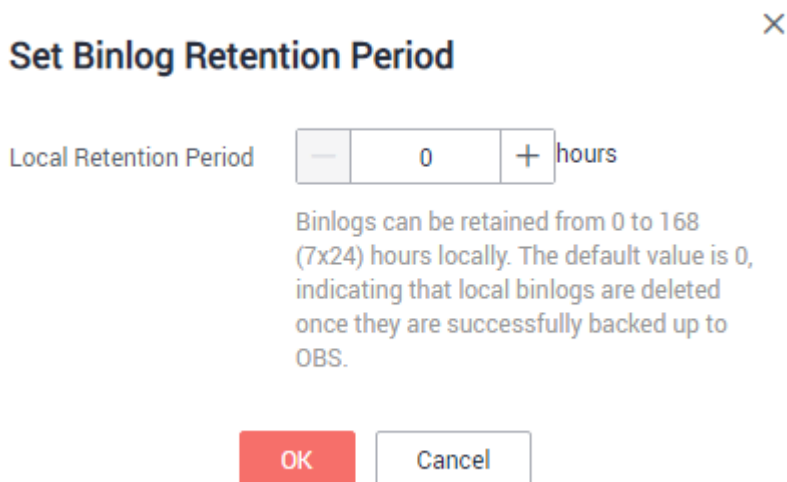 Set Binlog Retention Period
Local Retention Period
0
hours
Binlogs can be retained from 0 to 168
(7x24) hours locally. The default value is 0,
indicating that local binlogs are deleted
once they are successfully backed up to
OBS.
OK
Cancel